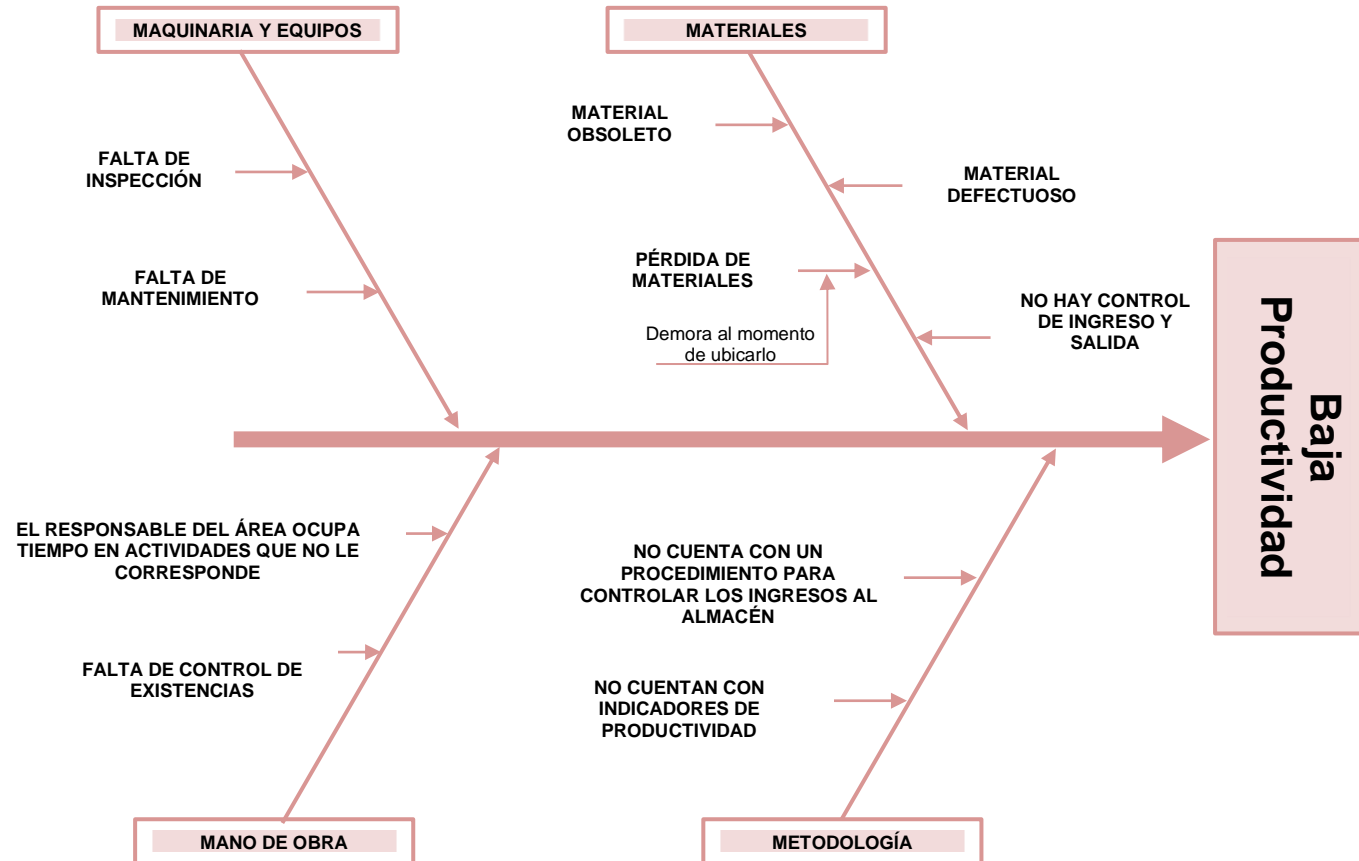 MAQUINARIA Y EQUIPOS
MATERIALES
MATERIAL
OBSOLETO
FALTA DE
INSPECCIÓN
MATERIAL
DEFECTUOSO
PÉRDIDA DE
MATERIALES
FALTA DE
MANTENIMIENTO
NO HAY CONTROL
DE INGRESO Y
SALIDA
Demora al momento
de ubicarlo
Baja
Productividad
EL RESPONSABLE DEL ÁREA OCUPA
TIEMPO EN ACTIVIDADES QUE NO LE
CORRESPONDE
NO CUENTA CON UN
PROCEDIMIENTO PARA
CONTROLAR LOS INGRESOS AL
ALMACÉN
FALTA DE CONTROL DE
EXISTENCIAS
NO CUENTAN CON
INDICADORES DE
PRODUCTIVIDAD
MANO DE OBRA
METODOLOGÍA